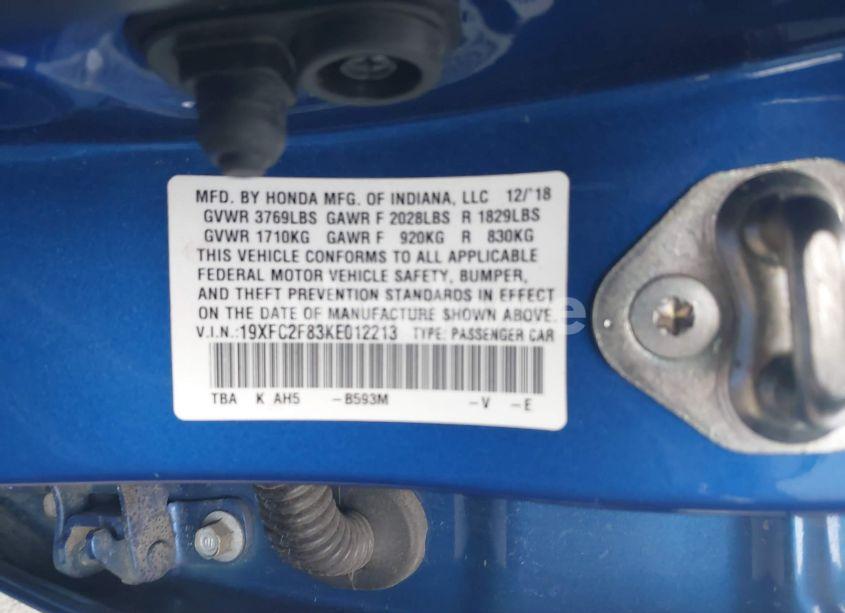 MFD. BY HONDA MFG. OF INDIANA, LLC 12/'18
GVWR 3769LBS GAWR F 2028LBS R 1829LBS
GVWR 1710KG GAWR F 920KG R 830KG
THIS VEHICLE CONFORMS TO ALL APPLICABLE
FEDERAL MOTOR VEHICLE SAFETY, BUMPER,
AND THEFT PREVENTION STANDARDS IN EFFECT
ON THE DATE OF MANUFACTURE SHOWN ABOVE.
V.I.N.:19XFC2F83KE012213 TYPE: PASSENGER CAR
TBA K AH5 -B593M -V -E